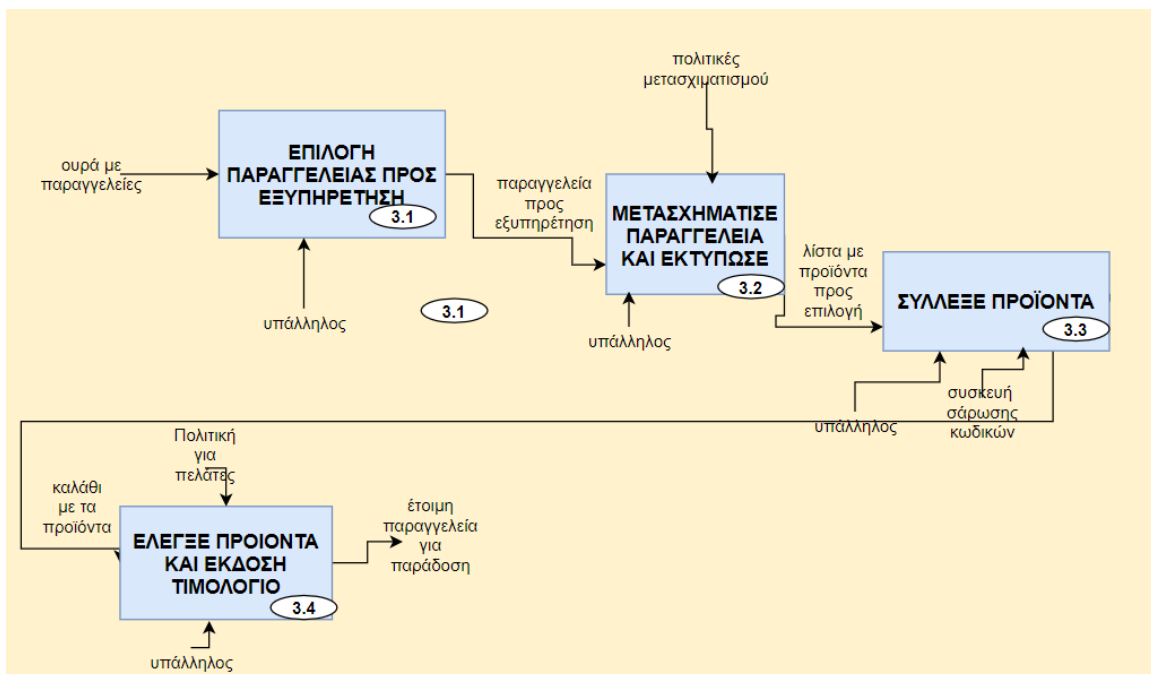 πολιτικές
μετασχιματισμού
ουρά με
παραγγελείες
ΕΠΙΛΟΓΗ
ΠΑΡΑΓΓΕΛΕΙΑΣ ΠΡΟΣ
ΕΞΥΠΗΡΕΤΗΣΗ
3.1
υπάλληλος
3.1
παραγγελεία
προς
εξυπηρέτηση
ΜΕΤΑΣΧΗΜΑΤΙΣΕ
ΠΑΡΑΓΓΕΛΕΙΑ
ΚΑΙ ΕΚΤΥΠΩΣΕ
3.2
υπάλληλος
λίστα με
προϊόντα
προς
επιλογή
ΣΥΛΛΕΞΕ ΠΡΟΪΟΝΤΑ
3.3
υπάλληλος
συσκευή
σάρωσης
κωδικών
Πολιτική
για
πελάτες
καλάθι
με τα
προϊόντα
ΕΛΕΓΞΕ ΠΡΟΙΟΝΤΑ
ΚΑΙ ΕΚΔΟΣΗ
ΤΙΜΟΛΟΓΙΟ
3.4
υπάλληλος
έτοιμη
παραγγελεία
για
παράδοση